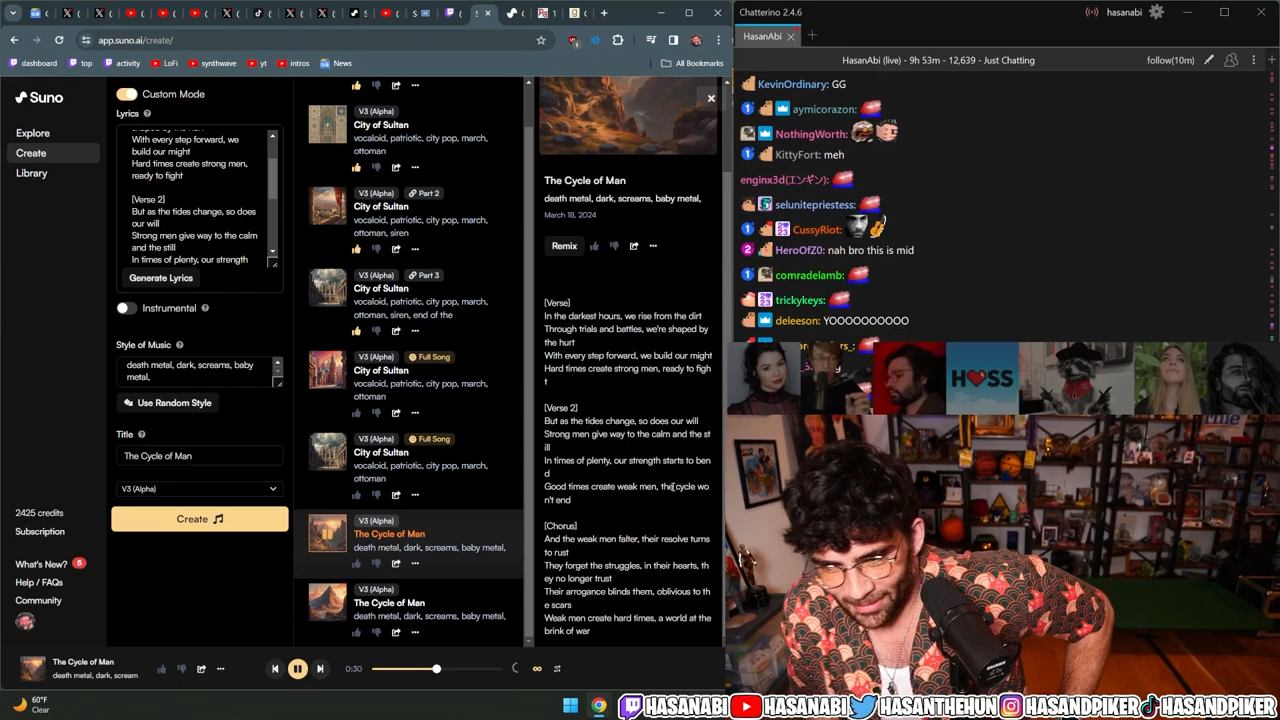 app.suno.ai/create/
dashboard
top
activity
LoFi
synthwave
yt
intros
News
All Bookmarks
Suno
Explore
Create
Library
2425 credits
Subscription
What's New?
6
Help / FAQs
Community
Custom Mode
Lyrics
With every step forward, we
build our might
Hard times create strong men,
ready to fight
[Verse 2]
But as the tides change, so does
our will
Strong men give way to the calm
and the still
In times of plenty, our strength
Generate Lyrics
Instrumental
Style of Music
death metal, dark, screams, baby
metal,
Use Random Style
Title
The Cycle of Man
V3 (Alpha)
Create
V3 (Alpha)
City of Sultan
vocaloid, patriotic, city pop, march,
ottoman
V3 (Alpha)
Part 2
City of Sultan
vocaloid, patriotic, city pop, march,
ottoman, siren
V3 (Alpha)
Part 3
City of Sultan
vocaloid, patriotic, city pop, march,
ottoman, siren, end of the
V3 (Alpha)
Full Song
City of Sultan
vocaloid, patriotic, city pop, march,
ottoman
V3 (Alpha)
Full Song
City of Sultan
vocaloid, patriotic, city pop, march,
ottoman
V3 (Alpha)
The Cycle of Man
death metal, dark, screams, baby metal,
V3 (Alpha)
The Cycle of Man
death metal, dark, screams, baby metal,
The Cycle of Man
death metal, dark, screams, baby metal,
March 18, 2024
Remix
[Verse]
In the darkest hours, we rise from the dirt
Through trials and battles, we're shaped by
the hurt
With every step forward, we build our might
Hard times create strong men, ready to figh
t
[Verse 2]
But as the tides change, so does our will
Strong men give way to the calm and the st
ill
In times of plenty, our strength starts to ben
d
Good times create weak men, the cycle wo
n't end
[Chorus]
And the weak men falter, their resolve turns
to rust
They forget the struggles, in their hearts, th
ey no longer trust
Their arrogance blinds them, oblivious to th
e scars
Weak men create hard times, a world at the
brink of war
The Cycle of Man
death metal, dark, scream
0:30
60°F
Clear
Chatterino 2.4.6
hasanabi
HasanAbi
HasanAbi (live) - 9h 53m - 12,639 - Just Chatting
follow(10m)
KevinOrdinary: GG
aymicorazon:
NothingWorth:
KittyFort: meh
enginx3d(エンギン):
selunitepriestess:
CussyRiot:
HeroOfZ0: nah bro this is mid
comradelamb:
trickykeys:
deleeson: YOOOOOOOOOO
HASANABI
HASANABI
HASANTHEHUN
HASANDPIKER
HASANDPIKER